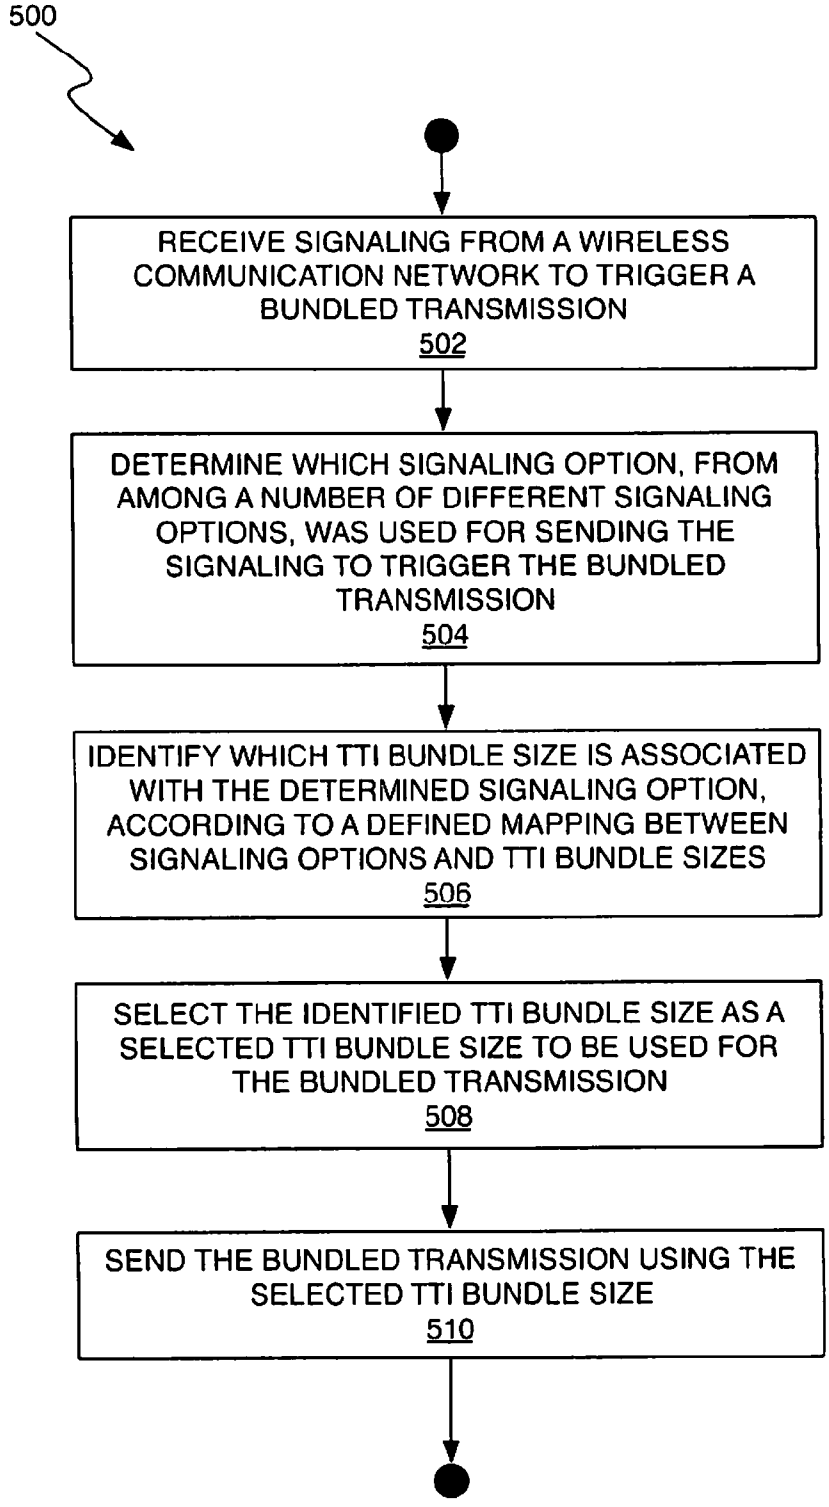 500
RECEIVE SIGNALING FROM A WIRELESS
COMMUNICATION NETWORK TO TRIGGER A
BUNDLED TRANSMISSION
502
DETERMINE WHICH SIGNALING OPTION, FROM
AMONG A NUMBER OF DIFFERENT SIGNALING
OPTIONS, WAS USED FOR SENDING THE
SIGNALING TO TRIGGER THE BUNDLED
TRANSMISSION
504
IDENTIFY WHICH TTI BUNDLE SIZE IS ASSOCIATED
WITH THE DETERMINED SIGNALING OPTION,
ACCORDING TO A DEFINED MAPPING BETWEEN
SIGNALING OPTIONS AND TTI BUNDLE SIZES
506
SELECT THE IDENTIFIED TTI BUNDLE SIZE AS A
SELECTED TTI BUNDLE SIZE TO BE USED FOR
THE BUNDLED TRANSMISSION
508
SEND THE BUNDLED TRANSMISSION USING THE
SELECTED TTI BUNDLE SIZE
510